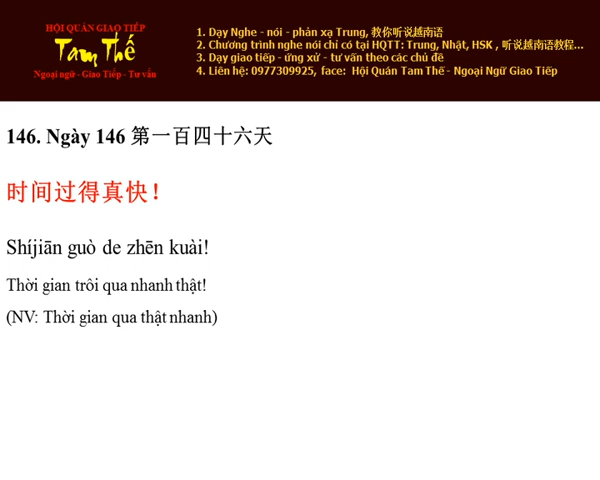 HỘI QUÁN GIAO TIẾP
Tam Thế
Ngoại ngữ - Giao Tiếp - Tư vấn
1. Dạy Nghe - nói - phản xạ Trung, 教你听说越南语
2. Chương trình nghe nói chỉ có tại HQTT: Trung, Nhật, HSK , 听说越南语教程...
3. Dạy giao tiếp - ứng xử - tư vấn theo các chủ đề
4. Liên hệ: 0977309925, face: Hội Quán Tam Thế - Ngoại Ngữ Giao Tiếp
146. Ngày 146 第一百四十六天
时间过得真快！
Shíjiān guò de zhēn kuài!
Thời gian trôi qua nhanh thật!
(NV: Thời gian qua thật nhanh)